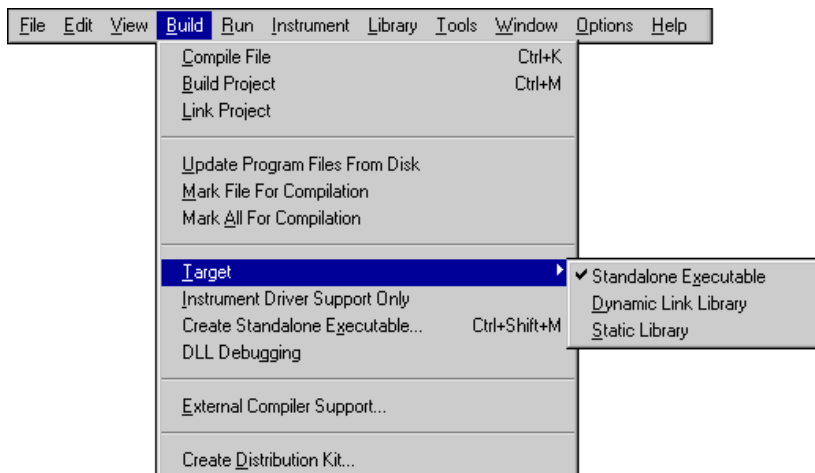 File Edit View Build Run Instrument Library Tools Window Options Help
Compile File Ctrl+K
Build Project Ctrl+M
Link Project
Update Program Files From Disk
Mark File For Compilation
Mark All For Compilation
Target
Standalone Executable
Dynamic Link Library
Static Library
Instrument Driver Support Only
Create Standalone Executable... Ctrl+Shift+M
DLL Debugging
External Compiler Support...
Create Distribution Kit...